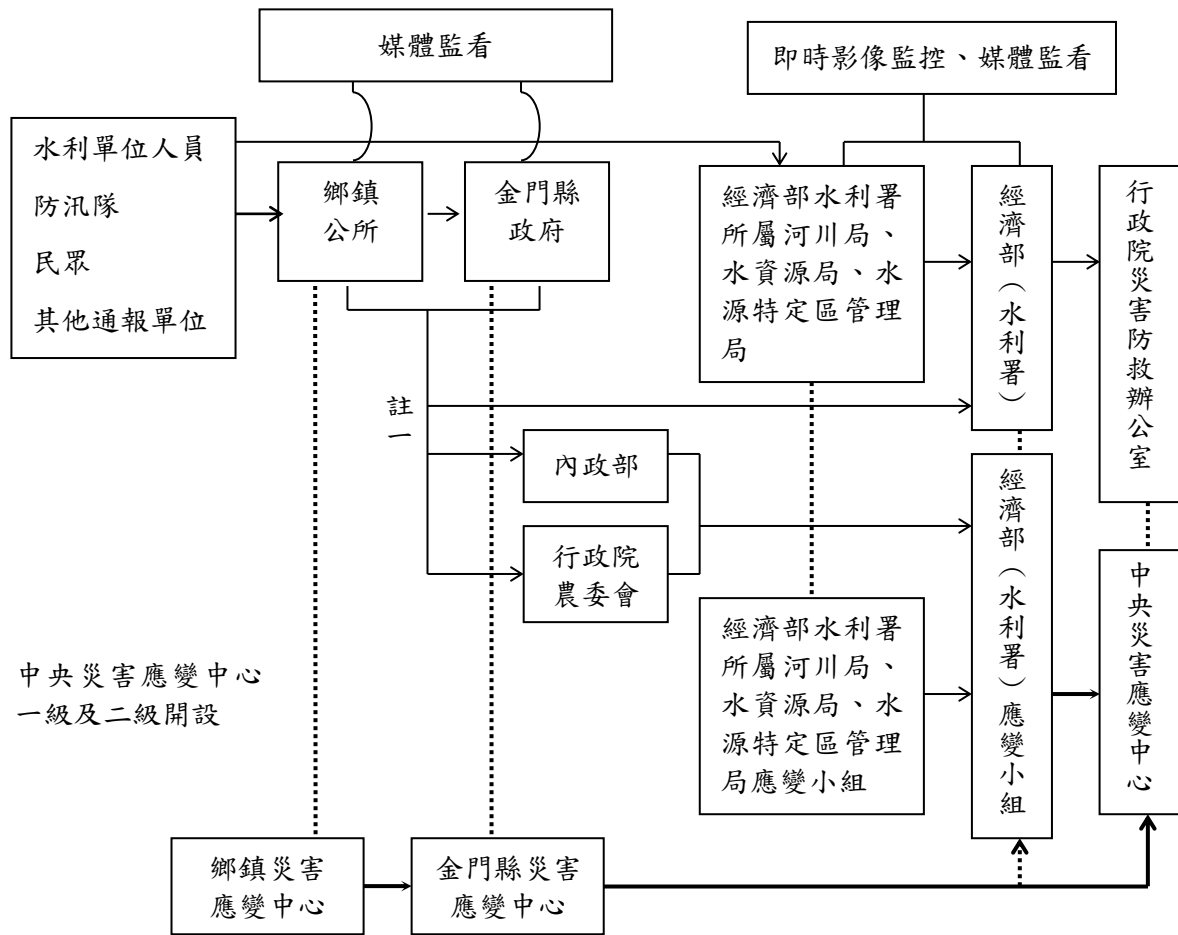 媒體監看
即時影像監控、媒體監看
水利單位人員
防汛隊
民眾
其他通報單位
鄉鎮
公所
金門縣
政府
經濟部水利署
所屬河川局、
水資源局、水
源特定區管理
局
經濟部（水利署）
行政院災害防救辦公室
註一
內政部
行政院
農委會
經濟部水利署
所屬河川局、
水資源局、水
源特定區管理
局應變小組
經濟部（水利署）應變小組
中央災害應變中心
中央災害應變中心
一級及二級開設
鄉鎮災害
應變中心
金門縣災害
應變中心